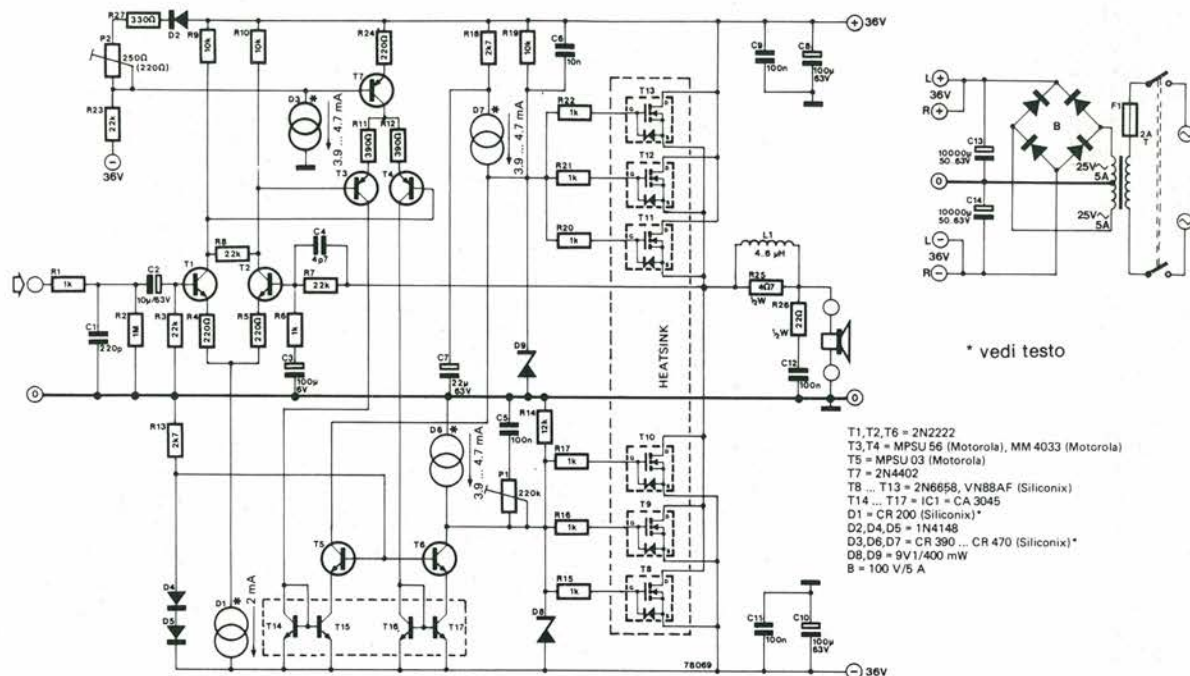 R27
330Ω
D2
P2
250Ω
(220Ω)
R23
22k
36V
R9
10k
R10
10k
R24
220Ω
T7
D3 *
3.9 ... 4.7 mA
R11
390Ω
R12
390Ω
T3
T4
R18
2k7
R19
10k
C6
10n
D7 *
3.9 ... 4.7 mA
R22
1k
R21
1k
R20
1k
T13
T12
T11
C9
100n
C8
100µ
63V
+ 36V
R1
1k
C1
220p
R2
1M
C2
10µ/63V
R3
22k
T1
R8
22k
T2
R4
220Ω
R5
220Ω
C4
4p7
R7
22k
R6
1k
C3
100µ
6V
L1
4.6 µH
R25
4Ω7
½W
R26
22Ω
½W
C12
100n
HEATSINK
0
0
R13
2k7
D4
D5
D1 *
2 mA
T14
T15
T16
T17
T5
T6
C7
22µ
63V
D9
D6 *
3.9 ... 4.7 mA
C5
100n
P1
220k
R14
12k
R17
1k
R16
1k
R15
1k
T10
T9
T8
D8
C11
100n
C10
100µ
63V
78069
− 36V
L +
36V
R +
C13
10000µ
50..63V
0
C14
10000µ
50..63V
L −
36V
R −
B
25V~
5A
25V~
5A
F1
2A
T
* vedi testo
T1,T2,T6 = 2N2222
T3,T4 = MPSU 56 (Motorola), MM 4033 (Motorola)
T5 = MPSU 03 (Motorola)
T7 = 2N4402
T8 ... T13 = 2N6658, VN88AF (Siliconix)
T14 ... T17 = IC1 = CA 3045
D1 = CR 200 (Siliconix)*
D2,D4,D5 = 1N4148
D3,D6,D7 = CR 390 ... CR 470 (Siliconix)*
D8,D9 = 9V1/400 mW
B = 100 V/5 A